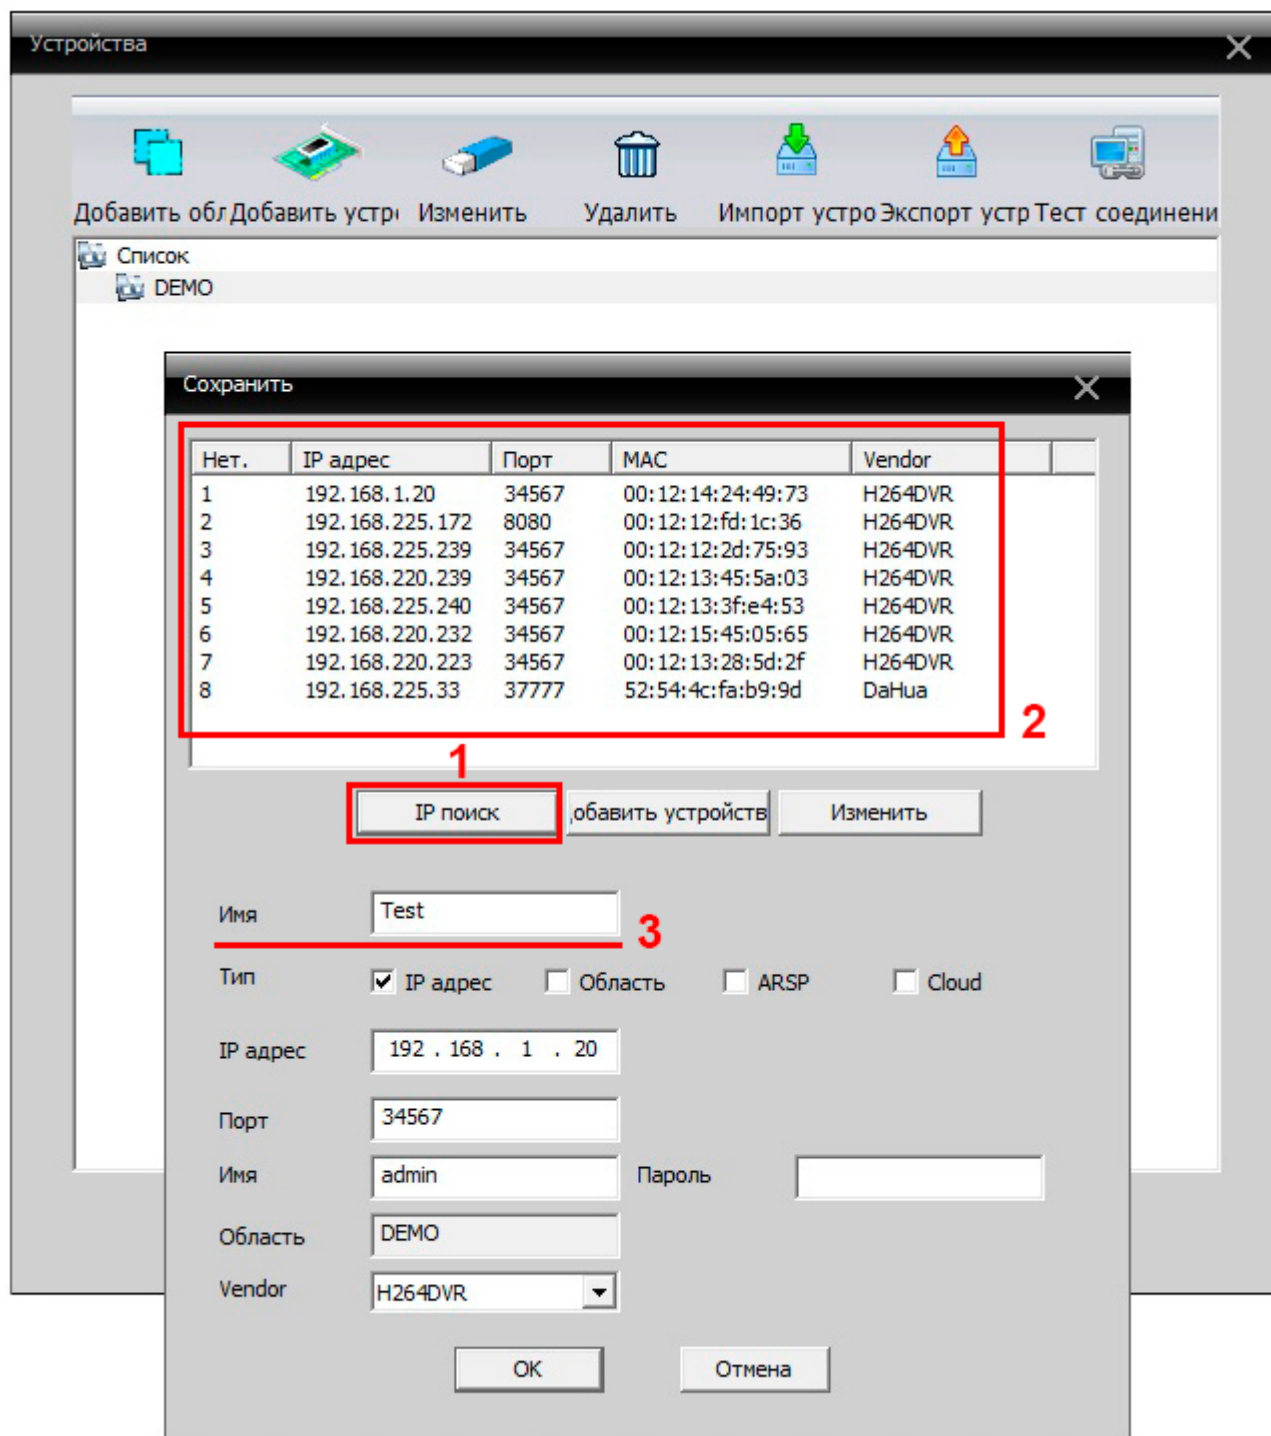 Устройства
Добавить обл Добавить устр Изменить Удалить Импорт устро Экспорт устр Тест соединени
Список
DEMO
Сохранить
Нет. IP адрес Порт MAC Vendor
1 192.168.1.20 34567 00:12:14:24:49:73 H264DVR
2 192.168.225.172 8080 00:12:12:fd:1c:36 H264DVR
3 192.168.225.239 34567 00:12:12:2d:75:93 H264DVR
4 192.168.220.239 34567 00:12:13:45:5a:03 H264DVR
5 192.168.225.240 34567 00:12:13:3f:e4:53 H264DVR
6 192.168.220.232 34567 00:12:15:45:05:65 H264DVR
7 192.168.220.223 34567 00:12:13:28:5d:2f H264DVR
8 192.168.225.33 37777 52:54:4c:fa:b9:9d DaHua
2
1
IP поиск обавить устройств Изменить
Имя Test
3
Тип IP адрес Область ARSP Cloud
IP адрес 192 . 168 . 1 . 20
Порт 34567
Имя admin Пароль
Область DEMO
Vendor H264DVR
OK Отмена